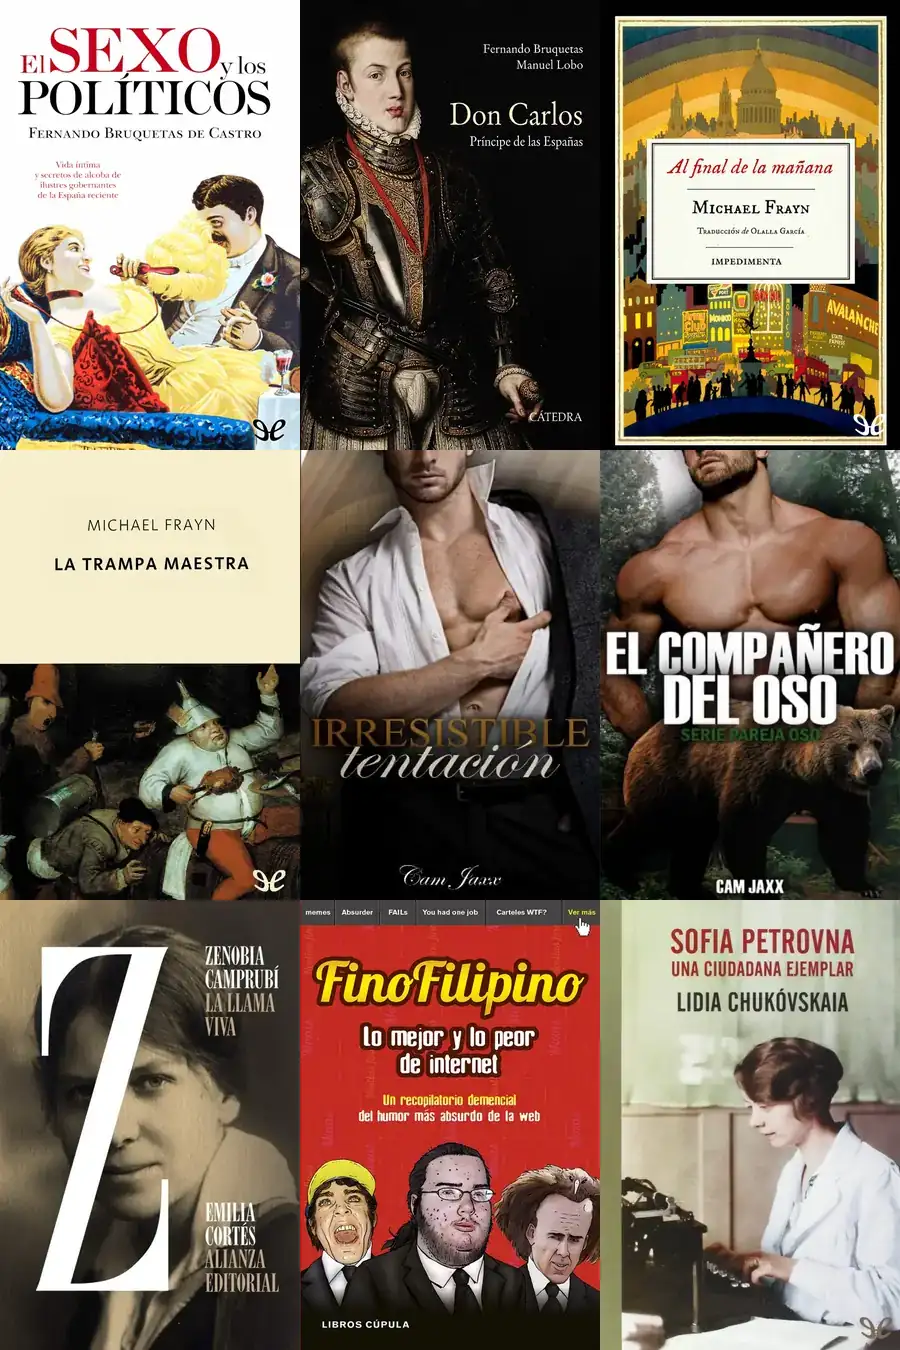 El SEXO y los
POLÍTICOS
FERNANDO BRUQUETAS DE CASTRO
Vida íntima
y secretos de alcoba de
ilustres gobernantes
de la España reciente
Fernando Bruquetas
Manuel Lobo
Don Carlos
Príncipe de las Españas
CÁTEDRA
Al final de la mañana
MICHAEL FRAYN
TRADUCCIÓN de OLALLA GARCÍA
IMPEDIMENTA
AVALANCHE
MICHAEL FRAYN
LA TRAMPA MAESTRA
IRRESISTIBLE
tentación
Cam Jaxx
EL COMPAÑERO
DEL OSO
SERIE PAREJA OSO
CAM JAXX
ZENOBIA
CAMPRUBÍ
LA LLAMA
VIVA
Z
EMILIA
CORTÉS
ALIANZA
EDITORIAL
memes Absurder FAILs You had one job Carteles WTF? Ver más
FinoFilipino
Lo mejor y lo peor
de internet
Un recopilatorio demencial
del humor más absurdo de la web
LIBROS CÚPULA
SOFIA PETROVNA
UNA CIUDADANA EJEMPLAR
LIDIA CHUKÓVSKAIA